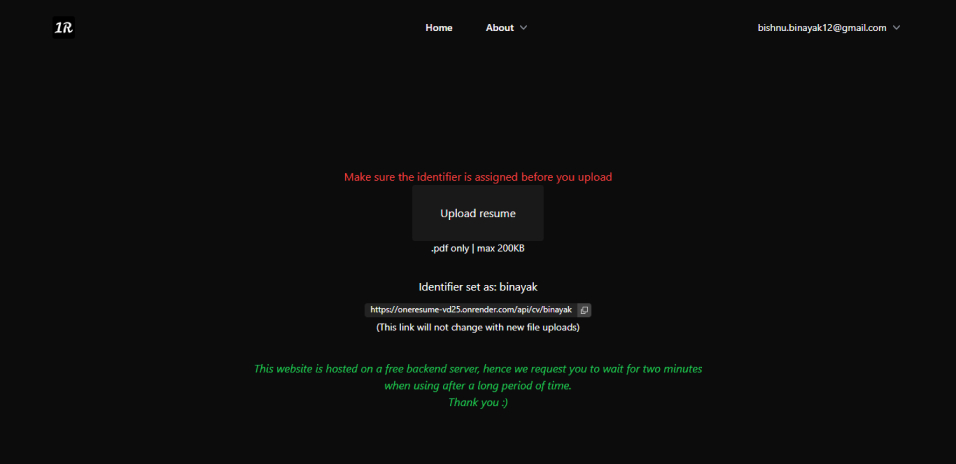 1R
Home
About
bishnu.binayak12@gmail.com
Make sure the identifier is assigned before you upload
Upload resume
.pdf only | max 200KB
Identifier set as: binayak
https://oneresume-vd25.onrender.com/api/cv/binayak
(This link will not change with new file uploads)
This website is hosted on a free backend server, hence we request you to wait for two minutes
when using after a long period of time.
Thank you :)